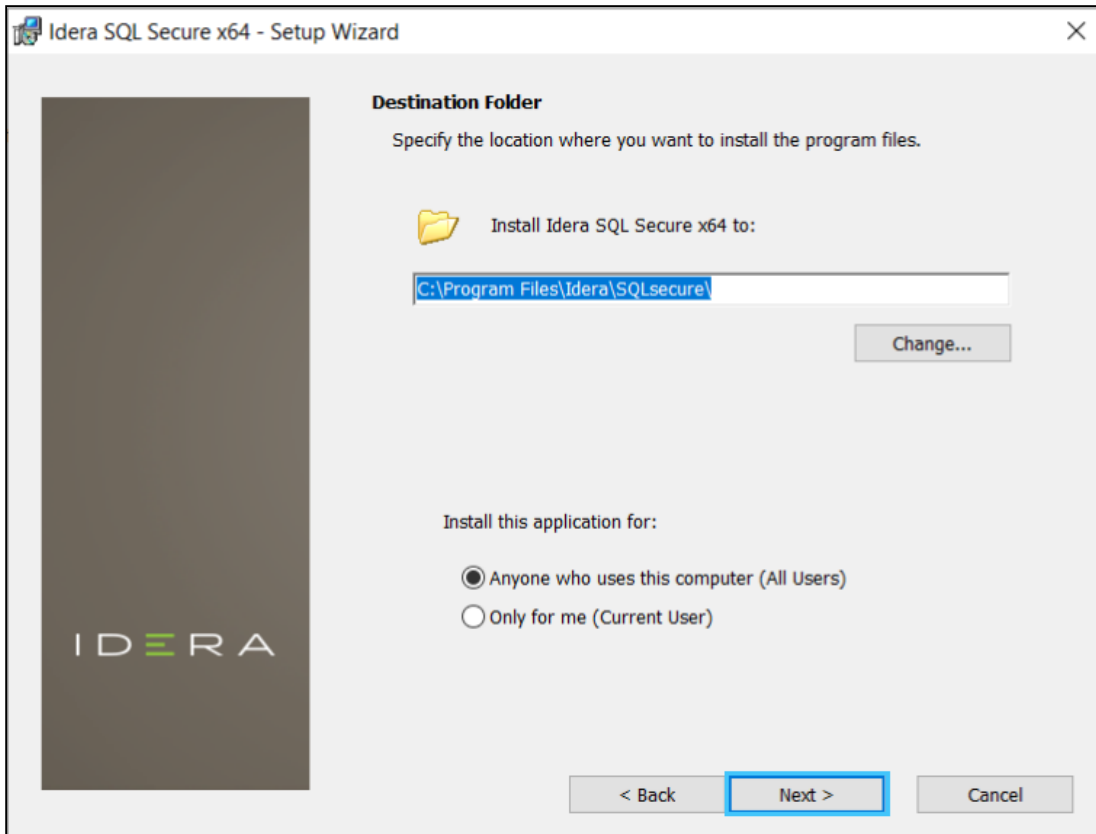 Idera SQL Secure x64 - Setup Wizard
Destination Folder
Specify the location where you want to install the program files.
Install Idera SQL Secure x64 to:
C:\Program Files\Idera\SQLsecure\
Change...
Install this application for:
Anyone who uses this computer (All Users)
Only for me (Current User)
IDERA
< Back Next > Cancel